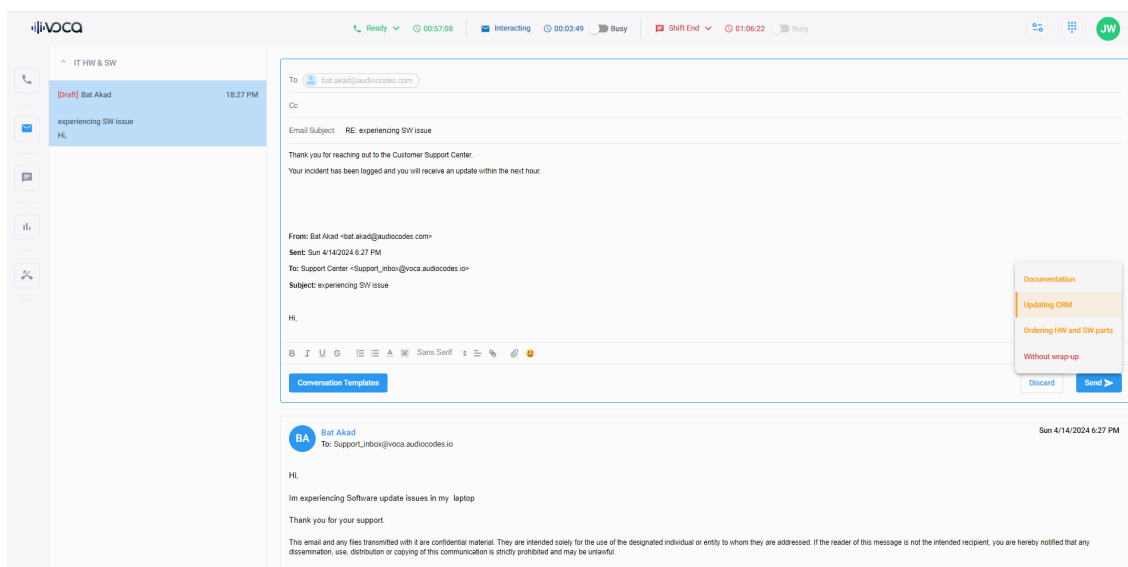 voca
Ready 00:57:08 Interacting 00:03:49 Busy Shift End 01:06:22 Busy JW
IT HW & SW
[Draft] Bat Akad 18:27 PM
experiencing SW issue
Hi,
To bat.akad@audiocodes.com
Cc
Email Subject RE: experiencing SW issue
Thank you for reaching out to the Customer Support Center.
Your incident has been logged and you will receive an update within the next hour.
From: Bat Akad <bat.akad@audiocodes.com>
Sent: Sun 4/14/2024 6:27 PM
To: Support Center <Support_inbox@voca.audiocodes.io>
Subject: experiencing SW issue
Hi,
Documentation
Updating CRM
Ordering HW and SW parts
Without wrap-up
B I U S A Sans Serif
Conversation Templates
Discard Send
BA
Bat Akad Sun 4/14/2024 6:27 PM
To: Support_inbox@voca.audiocodes.io
Hi,
Im experiencing Software update issues in my laptop
Thank you for your support
This email and any files transmitted with it are confidential material. They are intended solely for the use of the designated individual or entity to whom they are addressed. If the reader of this message is not the intended recipient, you are hereby notified that any
dissemination, use, distribution or copying of this communication is strictly prohibited and may be unlawful.